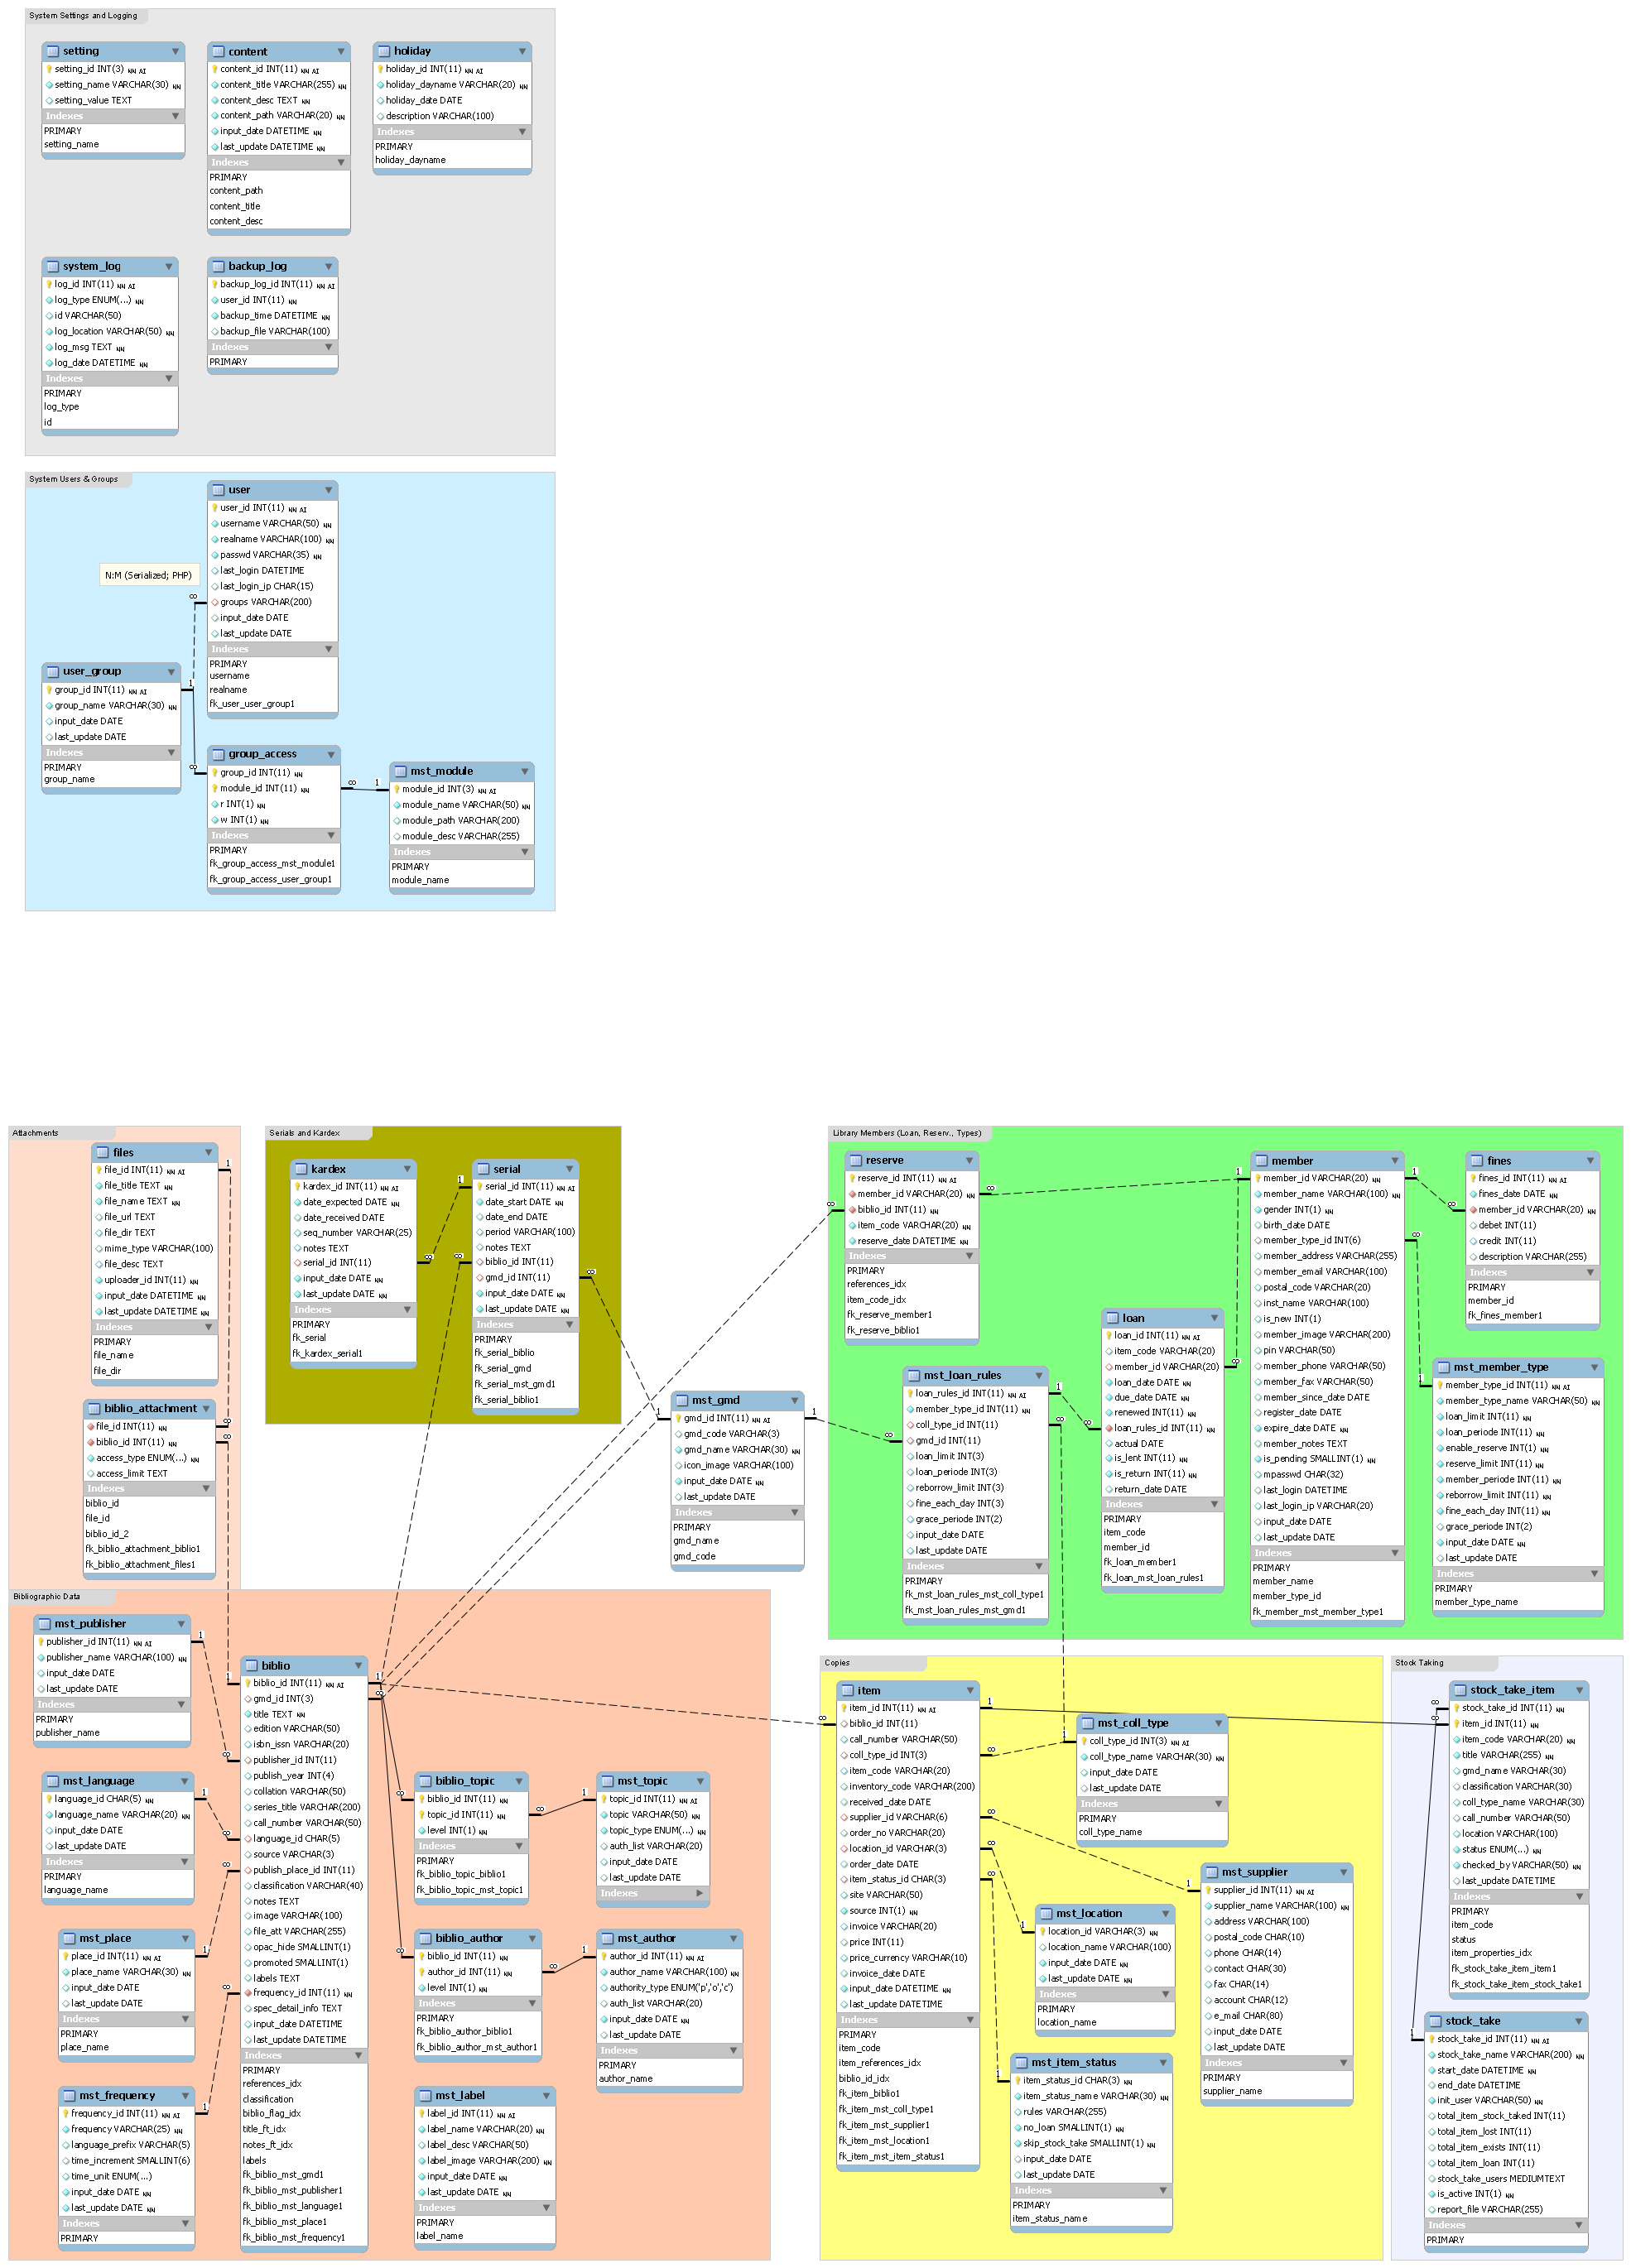 System Settings and Logging
setting
setting_id INT(3) NN AI
setting_name VARCHAR(30) NN
setting_value TEXT
Indexes
PRIMARY
setting_name
content
content_id INT(11) NN AI
content_title VARCHAR(255) NN
content_desc TEXT NN
content_path VARCHAR(20) NN
input_date DATETIME NN
last_update DATETIME NN
Indexes
PRIMARY
content_path
content_title
content_desc
holiday
holiday_id INT(11) NN AI
holiday_dayname VARCHAR(20) NN
holiday_date DATE
description VARCHAR(100)
Indexes
PRIMARY
holiday_dayname
system_log
log_id INT(11) NN AI
log_type ENUM(...) NN
id VARCHAR(50)
log_location VARCHAR(50) NN
log_msg TEXT NN
log_date DATETIME NN
Indexes
PRIMARY
log_type
id
backup_log
backup_log_id INT(11) NN AI
user_id INT(11) NN
backup_time DATETIME NN
backup_file VARCHAR(100)
Indexes
PRIMARY
System Users & Groups
user
user_id INT(11) NN AI
username VARCHAR(50) NN
realname VARCHAR(100) NN
passwd VARCHAR(35) NN
last_login DATETIME
last_login_ip CHAR(15)
groups VARCHAR(200)
input_date DATE
last_update DATE
Indexes
PRIMARY
username
realname
fk_user_user_group1
N:M (Serialized; PHP)
∞
1
∞
user_group
group_id INT(11) NN AI
group_name VARCHAR(30) NN
input_date DATE
last_update DATE
Indexes
PRIMARY
group_name
group_access
group_id INT(11) NN
module_id INT(11) NN
r INT(1) NN
w INT(1) NN
Indexes
PRIMARY
fk_group_access_mst_module1
fk_group_access_user_group1
∞ 1
mst_module
module_id INT(3) NN AI
module_name VARCHAR(50) NN
module_path VARCHAR(200)
module_desc VARCHAR(255)
Indexes
PRIMARY
module_name
Attachments
files
file_id INT(11) NN AI
file_title TEXT NN
file_name TEXT NN
file_url TEXT
file_dir TEXT
mime_type VARCHAR(100)
file_desc TEXT
uploader_id INT(11) NN
input_date DATETIME NN
last_update DATETIME NN
Indexes
PRIMARY
file_name
file_dir
1
∞
∞
1
biblio_attachment
file_id INT(11) NN
biblio_id INT(11) NN
access_type ENUM(...) NN
access_limit TEXT
Indexes
biblio_id
file_id
biblio_id_2
fk_biblio_attachment_biblio1
fk_biblio_attachment_files1
Serials and Kardex
kardex
kardex_id INT(11) NN AI
date_expected DATE NN
date_received DATE
seq_number VARCHAR(25)
notes TEXT
serial_id INT(11)
input_date DATE NN
last_update DATE NN
Indexes
PRIMARY
fk_serial
fk_kardex_serial1
1
∞ ∞
serial
serial_id INT(11) NN AI
date_start DATE NN
date_end DATE
period VARCHAR(100)
notes TEXT
biblio_id INT(11)
gmd_id INT(11)
input_date DATE NN
last_update DATE NN
Indexes
PRIMARY
fk_serial_biblio
fk_serial_gmd
fk_serial_mst_gmd1
fk_serial_biblio1
∞
1
mst_gmd
gmd_id INT(11) NN AI
gmd_code VARCHAR(3)
gmd_name VARCHAR(30) NN
icon_image VARCHAR(100)
input_date DATE NN
last_update DATE
Indexes
PRIMARY
gmd_name
gmd_code
1
∞
Library Members (Loan, Reserv., Types)
∞
reserve
reserve_id INT(11) NN AI
member_id VARCHAR(20) NN
biblio_id INT(11) NN
item_code VARCHAR(20) NN
reserve_date DATETIME NN
Indexes
PRIMARY
references_idx
item_code_idx
fk_reserve_member1
fk_reserve_biblio1
∞
1
mst_loan_rules
loan_rules_id INT(11) NN AI
member_type_id INT(11) NN
coll_type_id INT(11)
gmd_id INT(11)
loan_limit INT(3)
loan_periode INT(3)
reborrow_limit INT(3)
fine_each_day INT(3)
grace_periode INT(2)
input_date DATE
last_update DATE
Indexes
PRIMARY
fk_mst_loan_rules_mst_coll_type1
fk_mst_loan_rules_mst_gmd1
1
∞
∞
loan
loan_id INT(11) NN AI
item_code VARCHAR(20)
member_id VARCHAR(20)
loan_date DATE NN
due_date DATE NN
renewed INT(11) NN
loan_rules_id INT(11) NN
actual DATE
is_lent INT(11) NN
is_return INT(11) NN
return_date DATE
Indexes
PRIMARY
item_code
member_id
fk_loan_member1
fk_loan_mst_loan_rules1
∞
member
member_id VARCHAR(20) NN
member_name VARCHAR(100) NN
gender INT(1) NN
birth_date DATE
member_type_id INT(6)
member_address VARCHAR(255)
member_email VARCHAR(100)
postal_code VARCHAR(20)
inst_name VARCHAR(100)
is_new INT(1)
member_image VARCHAR(200)
pin VARCHAR(50)
member_phone VARCHAR(50)
member_fax VARCHAR(50)
member_since_date DATE
register_date DATE
expire_date DATE NN
member_notes TEXT
is_pending SMALLINT(1) NN
mpasswd CHAR(32)
last_login DATETIME
last_login_ip VARCHAR(20)
input_date DATE
last_update DATE
Indexes
PRIMARY
member_name
member_type_id
fk_member_mst_member_type1
1
∞
∞
1
fines
fines_id INT(11) NN AI
fines_date DATE NN
member_id VARCHAR(20) NN
debet INT(11)
credit INT(11)
description VARCHAR(255)
Indexes
PRIMARY
member_id
fk_fines_member1
mst_member_type
member_type_id INT(11) NN AI
member_type_name VARCHAR(50) NN
loan_limit INT(11) NN
loan_periode INT(11) NN
enable_reserve INT(1) NN
reserve_limit INT(11) NN
member_periode INT(11) NN
reborrow_limit INT(11) NN
fine_each_day INT(11) NN
grace_periode INT(2)
input_date DATE NN
last_update DATE
Indexes
PRIMARY
member_type_name
Bibliographic Data
mst_publisher
publisher_id INT(11) NN AI
publisher_name VARCHAR(100) NN
input_date DATE
last_update DATE
Indexes
PRIMARY
publisher_name
1
∞
mst_language
language_id CHAR(5) NN
language_name VARCHAR(20) NN
input_date DATE
last_update DATE
Indexes
PRIMARY
language_name
1
∞
mst_place
place_id INT(11) NN AI
place_name VARCHAR(30) NN
input_date DATE
last_update DATE
Indexes
PRIMARY
place_name
∞
1
mst_frequency
frequency_id INT(11) NN AI
frequency VARCHAR(25) NN
language_prefix VARCHAR(5)
time_increment SMALLINT(6)
time_unit ENUM(...)
input_date DATE NN
last_update DATE NN
Indexes
PRIMARY
∞
1
biblio
biblio_id INT(11) NN AI
gmd_id INT(3)
title TEXT NN
edition VARCHAR(50)
isbn_issn VARCHAR(20)
publisher_id INT(11)
publish_year INT(4)
collation VARCHAR(50)
series_title VARCHAR(200)
call_number VARCHAR(50)
language_id CHAR(5)
source VARCHAR(3)
publish_place_id INT(11)
classification VARCHAR(40)
notes TEXT
image VARCHAR(100)
file_att VARCHAR(255)
opac_hide SMALLINT(1)
promoted SMALLINT(1)
labels TEXT
frequency_id INT(11) NN
spec_detail_info TEXT
input_date DATETIME
last_update DATETIME
Indexes
PRIMARY
references_idx
classification
biblio_flag_idx
title_ft_idx
notes_ft_idx
labels
fk_biblio_mst_gmd1
fk_biblio_mst_publisher1
fk_biblio_mst_language1
fk_biblio_mst_place1
fk_biblio_mst_frequency1
1
∞
∞
∞
biblio_topic
biblio_id INT(11) NN
topic_id INT(11) NN
level INT(1) NN
Indexes
PRIMARY
fk_biblio_topic_biblio1
fk_biblio_topic_mst_topic1
∞ 1
mst_topic
topic_id INT(11) NN AI
topic VARCHAR(50) NN
topic_type ENUM(...) NN
auth_list VARCHAR(20)
input_date DATE
last_update DATE
Indexes
biblio_author
biblio_id INT(11) NN
author_id INT(11) NN
level INT(1) NN
Indexes
PRIMARY
fk_biblio_author_biblio1
fk_biblio_author_mst_author1
∞ 1
mst_author
author_id INT(11) NN AI
author_name VARCHAR(100) NN
authority_type ENUM('p','o','c')
auth_list VARCHAR(20)
input_date DATE NN
last_update DATE
Indexes
PRIMARY
author_name
mst_label
label_id INT(11) NN AI
label_name VARCHAR(20) NN
label_desc VARCHAR(50)
label_image VARCHAR(200) NN
input_date DATE NN
last_update DATE NN
Indexes
PRIMARY
label_name
Copies
∞
item
item_id INT(11) NN AI
biblio_id INT(11)
call_number VARCHAR(50)
coll_type_id INT(3)
item_code VARCHAR(20)
inventory_code VARCHAR(200)
received_date DATE
supplier_id VARCHAR(6)
order_no VARCHAR(20)
location_id VARCHAR(3)
order_date DATE
item_status_id CHAR(3)
site VARCHAR(50)
source INT(1) NN
invoice VARCHAR(20)
price INT(11)
price_currency VARCHAR(10)
invoice_date DATE
input_date DATETIME NN
last_update DATETIME
Indexes
PRIMARY
item_code
item_references_idx
biblio_id_idx
fk_item_biblio1
fk_item_mst_coll_type1
fk_item_mst_supplier1
fk_item_mst_location1
fk_item_mst_item_status1
1
∞
∞
∞
∞
1
mst_coll_type
coll_type_id INT(3) NN AI
coll_type_name VARCHAR(30) NN
input_date DATE
last_update DATE
Indexes
PRIMARY
coll_type_name
1
mst_supplier
supplier_id INT(11) NN AI
supplier_name VARCHAR(100) NN
address VARCHAR(100)
postal_code CHAR(10)
phone CHAR(14)
contact CHAR(30)
fax CHAR(14)
account CHAR(12)
e_mail CHAR(80)
input_date DATE
last_update DATE
Indexes
PRIMARY
supplier_name
1
mst_location
location_id VARCHAR(3) NN
location_name VARCHAR(100)
input_date DATE NN
last_update DATE NN
Indexes
PRIMARY
location_name
1
mst_item_status
item_status_id CHAR(3) NN
item_status_name VARCHAR(30) NN
rules VARCHAR(255)
no_loan SMALLINT(1) NN
skip_stock_take SMALLINT(1) NN
input_date DATE
last_update DATE
Indexes
PRIMARY
item_status_name
Stock Taking
∞
∞
stock_take_item
stock_take_id INT(11) NN
item_id INT(11) NN
item_code VARCHAR(20) NN
title VARCHAR(255) NN
gmd_name VARCHAR(30)
classification VARCHAR(30)
coll_type_name VARCHAR(30)
call_number VARCHAR(50)
location VARCHAR(100)
status ENUM(...) NN
checked_by VARCHAR(50) NN
last_update DATETIME
Indexes
PRIMARY
item_code
status
item_properties_idx
fk_stock_take_item_item1
fk_stock_take_item_stock_take1
1
stock_take
stock_take_id INT(11) NN AI
stock_take_name VARCHAR(200) NN
start_date DATETIME NN
end_date DATETIME
init_user VARCHAR(50) NN
total_item_stock_taked INT(11)
total_item_lost INT(11)
total_item_exists INT(11)
total_item_loan INT(11)
stock_take_users MEDIUMTEXT
is_active INT(1) NN
report_file VARCHAR(255)
Indexes
PRIMARY